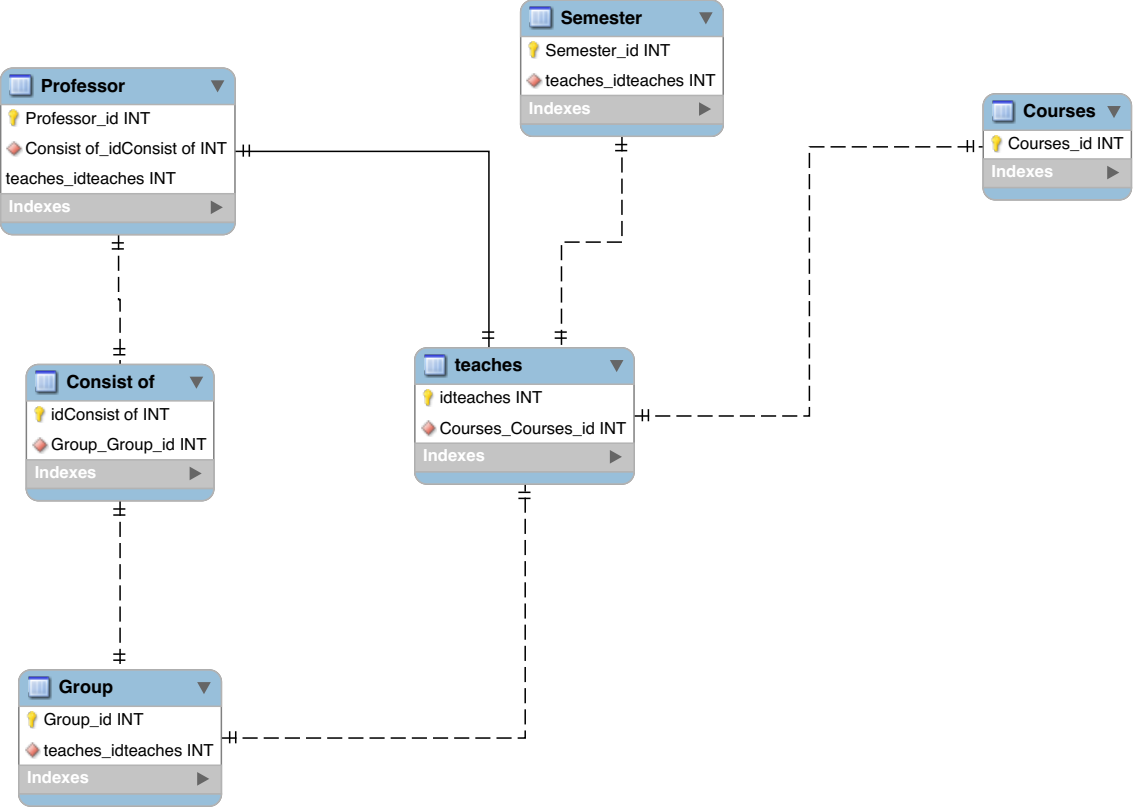 Semester
Semester_id INT
teaches_idteaches INT
Indexes
Professor
Professor_id INT
Consist of_idConsist of INT
teaches_idteaches INT
Indexes
Courses
Courses_id INT
Indexes
teaches
idteaches INT
Courses_Courses_id INT
Indexes
Consist of
idConsist of INT
Group_Group_id INT
Indexes
Group
Group_id INT
teaches_idteaches INT
Indexes